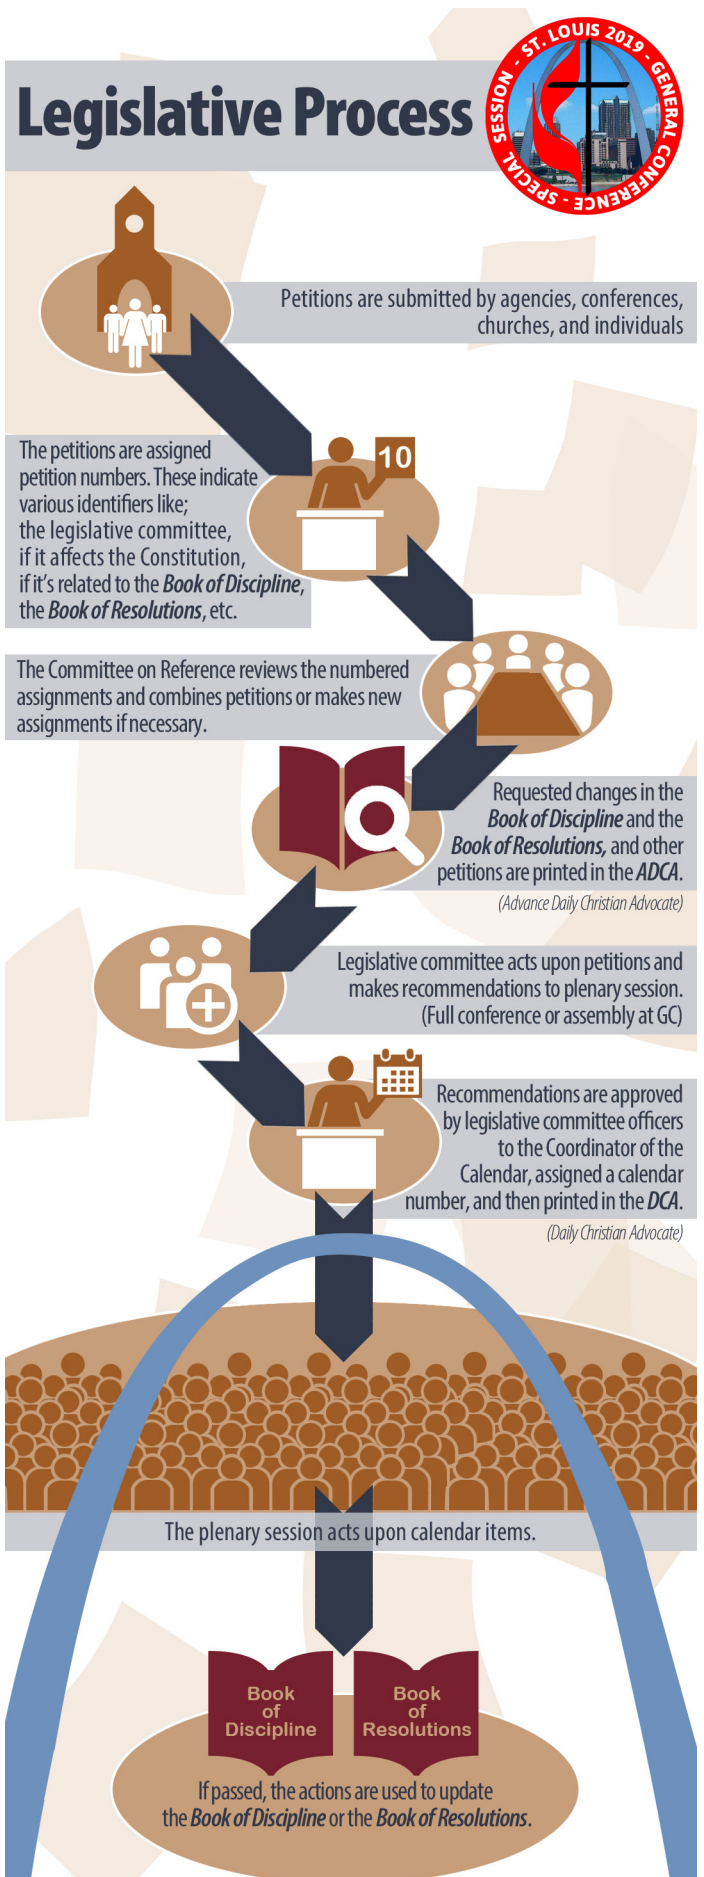 SPECIAL SESSION - ST. LOUIS 2019 - GENERAL CONFERENCE -
Legislative Process
Petitions are submitted by agencies, conferences,
churches, and individuals
10
The petitions are assigned
petition numbers. These indicate
various identifiers like;
the legislative committee,
if it affects the Constitution,
if it's related to the Book of Discipline,
the Book of Resolutions, etc.
The Committee on Reference reviews the numbered
assignments and combines petitions or makes new
assignments if necessary.
Requested changes in the
Book of Discipline and the
Book of Resolutions, and other
petitions are printed in the ADCA.
(Advance Daily Christian Advocate)
Legislative committee acts upon petitions and
makes recommendations to plenary session.
(Full conference or assembly at GC)
Recommendations are approved
by legislative committee officers
to the Coordinator of the
Calendar, assigned a calendar
number, and then printed in the DCA.
(Daily Christian Advocate)
The plenary session acts upon calendar items.
Book
of
Discipline
Book
of
Resolutions
If passed, the actions are used to update
the Book of Discipline or the Book of Resolutions.